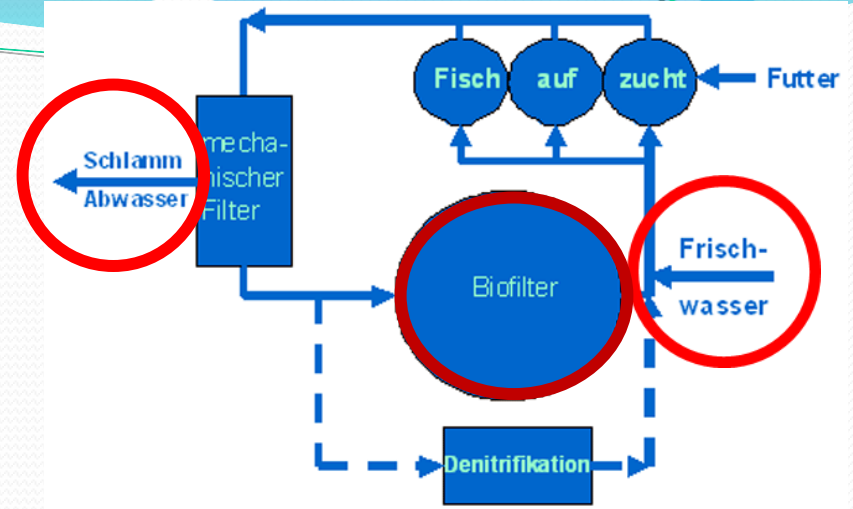 Fisch auf zucht
Futter
mecha-
nischer
Filter
Schlamm
Abwasser
Frisch-
wasser
Biofilter
Denitrifikation